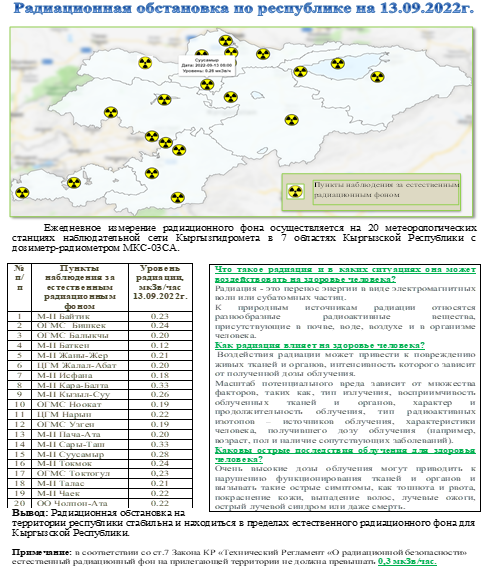 Радиационная обстановка по республике на 13.09.2022г.
Суусамыр
Дата: 2022-09-13 08:00
Уровень: 0.28 мкЗв/ч
Пункты наблюдения за естественным
радиационным фоном
Ежедневное измерение радиационного фона осуществляется на 20 метеорологических
станциях наблюдательной сети Кыргызгидромета в 7 областях Кыргызской Республики с
дозиметр-радиометром МКС-03СА.
№ п/п Пункты наблюдения за естественным радиационным фоном Уровень радиации, мкЗв/час 13.09.2022г.
1 М-II Байтик 0.23
2 ОГМС Бишкек 0.24
3 ОГМС Балыкчы 0.20
4 М-II Баткен 0.12
5 М-II Жаны-Жер 0.21
6 ЦГМ Жалал-Абат 0.20
7 М-II Исфана 0.18
8 М-II Кара-Балта 0.33
9 М-II Кызыл-Суу 0.26
10 ОГМС Ноокат 0.19
11 ЦГМ Нарын 0.22
12 ОГМС Узген 0.19
13 М-II Пача-Ата 0.20
14 М-II Сары-Таш 0.33
15 М-II Суусамыр 0.28
16 М-II Токмок 0.24
17 ОГМС Токтогул 0.23
18 М-II Талас 0.21
19 М-II Чаек 0.22
20 ОО Чолпон-Ата 0.22
Что такое радиация и в каких ситуациях она может
воздействовать на здоровье человека?
Радиация - это перенос энергии в виде электромагнитных
волн или субатомных частиц.
К природным источникам радиации относятся
разнообразные радиоактивные вещества,
присутствующие в почве, воде, воздухе и в организме
человека.
Как радиация влияет на здоровье человека?
Воздействия радиации может привести к повреждению
живых тканей и органов, интенсивность которого зависит
от полученной дозы облучения.
Масштаб потенциального вреда зависит от множества
факторов, таких как, тип излучения, восприимчивость
облученных тканей и органов, характер и
продолжительность облучения, тип радиоактивных
изотопов - источников облучения, характеристики
человека, получившего дозу облучения (например,
возраст, пол и наличие сопутствующих заболеваний).
Каковы острые последствия облучения для здоровья
человека?
Очень высокие дозы облучения могут приводить к
нарушению функционирования тканей и органов и
вызывать такие острые симптомы, как тошнота и рвота,
покраснение кожи, выпадение волос, лучевые ожоги,
острый лучевой синдром или даже смерть.
Вывод: Радиационная обстановка на
территории республики стабильна и находиться в пределах естественного радиационного фона для
Кыргызской Республики.
Примечание: в соответствии со ст.7 Закона КР «Технический Регламент «О радиационной безопасности»
естественный радиационный фон на прилегающей территории не должна превышать 0,3 мкЗв/час.